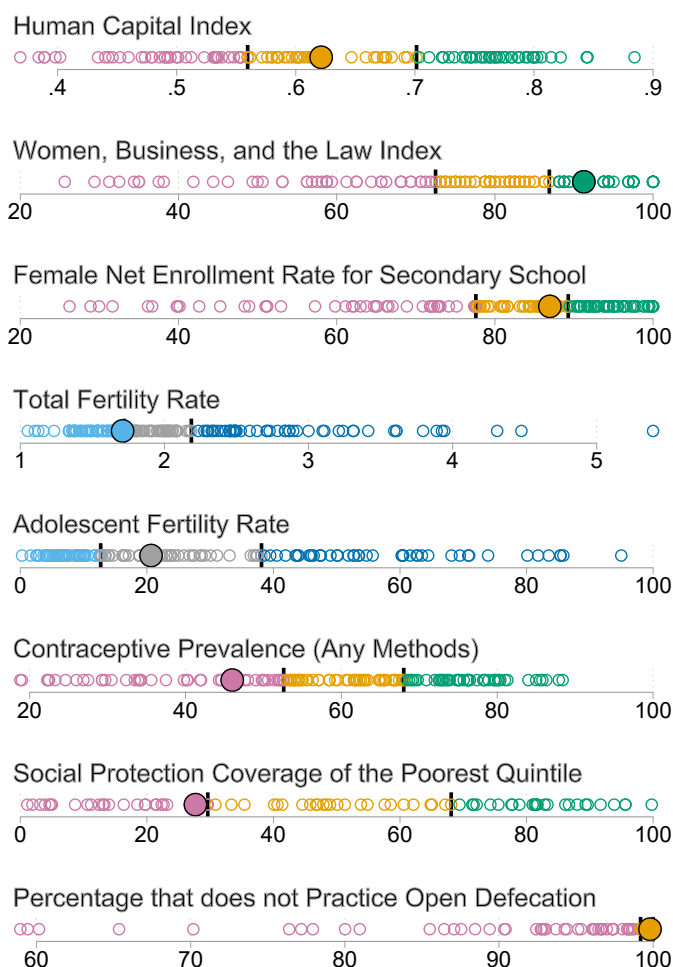 Human Capital Index
.4 .5 .6 .7 .8 .9
Women, Business, and the Law Index
20 40 60 80 100
Female Net Enrollment Rate for Secondary School
20 40 60 80 100
Total Fertility Rate
1 2 3 4 5
Adolescent Fertility Rate
0 20 40 60 80 100
Contraceptive Prevalence (Any Methods)
20 40 60 80 100
Social Protection Coverage of the Poorest Quintile
0 20 40 60 80 100
Percentage that does not Practice Open Defecation
60 70 80 90 100